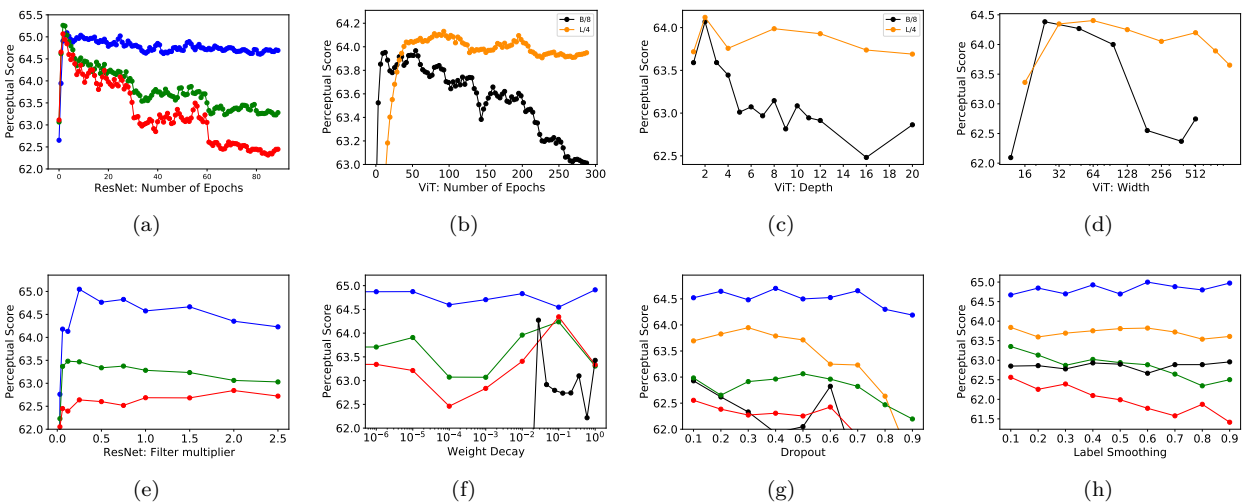 65.5
65.0
64.5
64.0
63.5
63.0
62.5
62.0
0 20 40 60 80
Perceptual Score
ResNet: Number of Epochs
(a)
64.2
64.0
63.8
63.6
63.4
63.2
63.0
0 50 100 150 200 250 300
Perceptual Score
ViT: Number of Epochs
B/8
L/4
(b)
64.0
63.5
63.0
62.5
2 4 6 8 10 12 14 16 18 20
Perceptual Score
ViT: Depth
B/8
L/4
(c)
64.5
64.0
63.5
63.0
62.5
62.0
16 32 64 128 256 512
Perceptual Score
ViT: Width
B/8
L/4
(d)
65.0
64.5
64.0
63.5
63.0
62.5
62.0
0.0 0.5 1.0 1.5 2.0 2.5
Perceptual Score
ResNet: Filter multiplier
(e)
65.0
64.5
64.0
63.5
63.0
62.5
62.0
10⁻⁶ 10⁻⁵ 10⁻⁴ 10⁻³ 10⁻² 10⁻¹ 10⁰
Perceptual Score
Weight Decay
(f)
64.5
64.0
63.5
63.0
62.5
62.0
0.1 0.2 0.3 0.4 0.5 0.6 0.7 0.8 0.9
Perceptual Score
Dropout
(g)
65.0
64.5
64.0
63.5
63.0
62.5
62.0
61.5
0.1 0.2 0.3 0.4 0.5 0.6 0.7 0.8 0.9
Perceptual Score
Label Smoothing
(h)